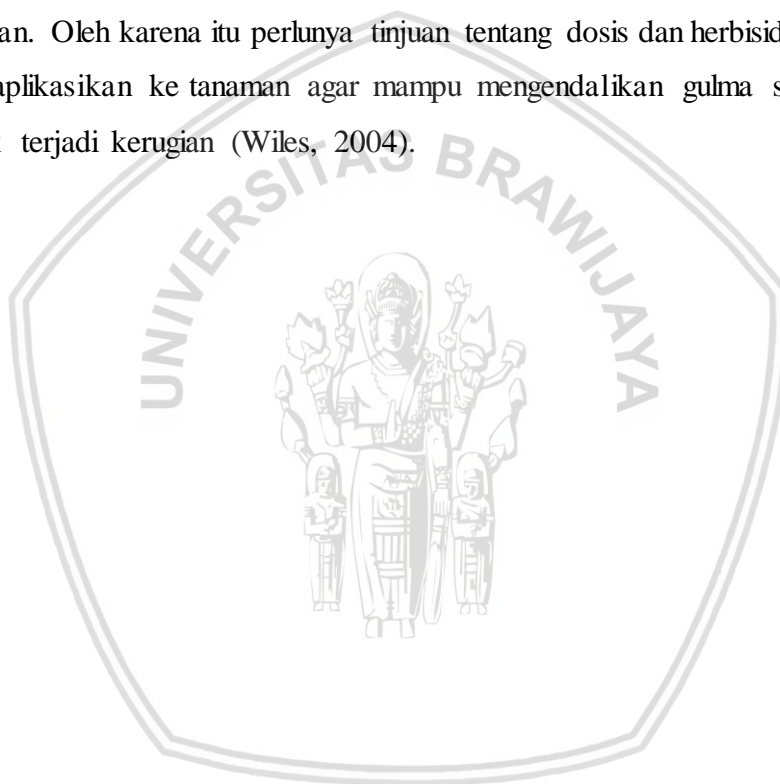 an. Oleh karena itu perlunya tinjuan tentang dosis dan herbisid
aplikasikan ke tanaman agar mampu mengendalikan gulma s
terjadi kerugian (Wiles, 2004).
UNIVERSITAS BRAWIJAYA